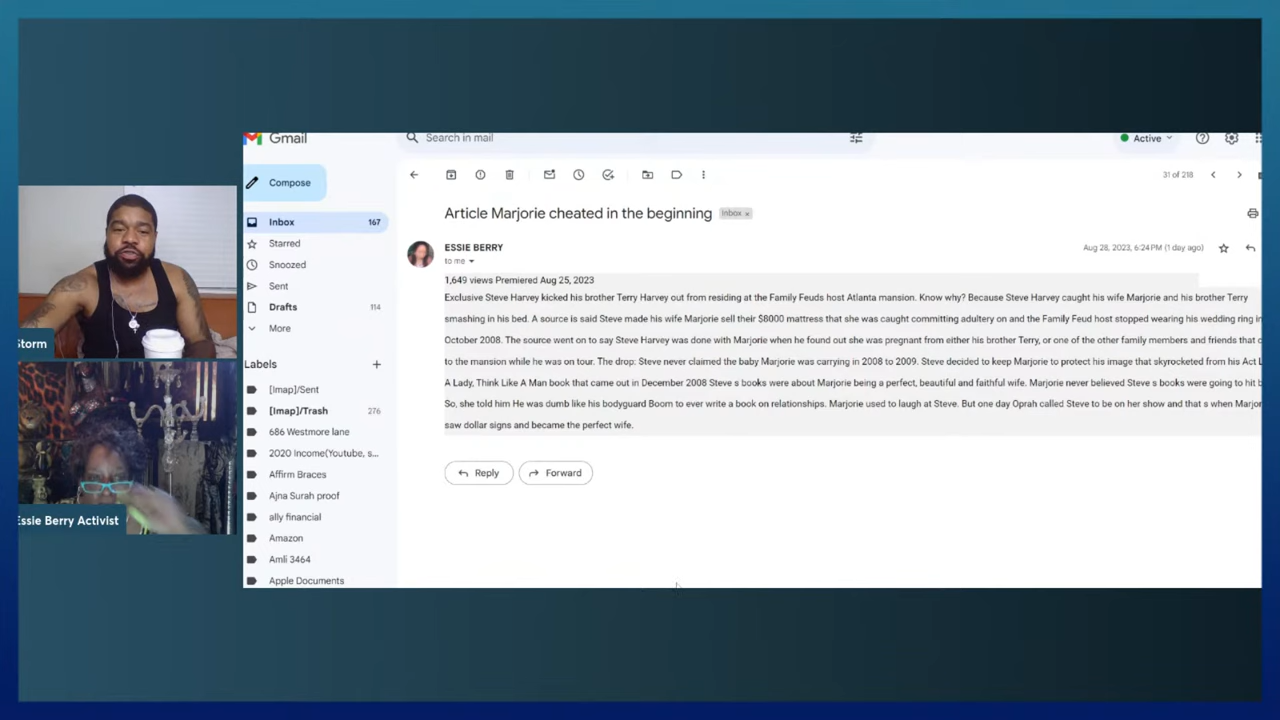 Gmail
Search in mail
Active
Compose
31 of 218
Inbox 167
Article Marjorie cheated in the beginning Inbox x
Starred
ESSIE BERRY
Aug 28, 2023, 6:24 PM (1 day ago)
to me
Snoozed
1,649 views Premiered Aug 25, 2023
Sent
Exclusive Steve Harvey kicked his brother Terry Harvey out from residing at the Family Feuds host Atlanta mansion. Know why? Because Steve Harvey caught his wife Marjorie and his brother Terry
Drafts 114
smashing in his bed. A source is said Steve made his wife Marjorie sell their $8000 mattress that she was caught committing adultery on and the Family Feud host stopped wearing his wedding ring in
More
October 2008. The source went on to say Steve Harvey was done with Marjorie when he found out she was pregnant from either his brother Terry, or one of the other family members and friends that c
Storm
Labels
to the mansion while he was on tour. The drop: Steve never claimed the baby Marjorie was carrying in 2008 to 2009. Steve decided to keep Marjorie to protect his image that skyrocketed from his Act L
[Imap]/Sent
A Lady, Think Like A Man book that came out in December 2008 Steve s books were about Marjorie being a perfect, beautiful and faithful wife. Marjorie never believed Steve s books were going to hit b
[Imap]/Trash 276
So, she told him He was dumb like his bodyguard Boom to ever write a book on relationships. Marjorie used to laugh at Steve. But one day Oprah called Steve to be on her show and that s when Marjor
saw dollar signs and became the perfect wife.
686 Westmore lane
2020 Income(Youtube, s...
Reply
Forward
Affirm Braces
Ajna Surah proof
ally financial
Essie Berry Activist
Amazon
Amli 3464
Apple Documents